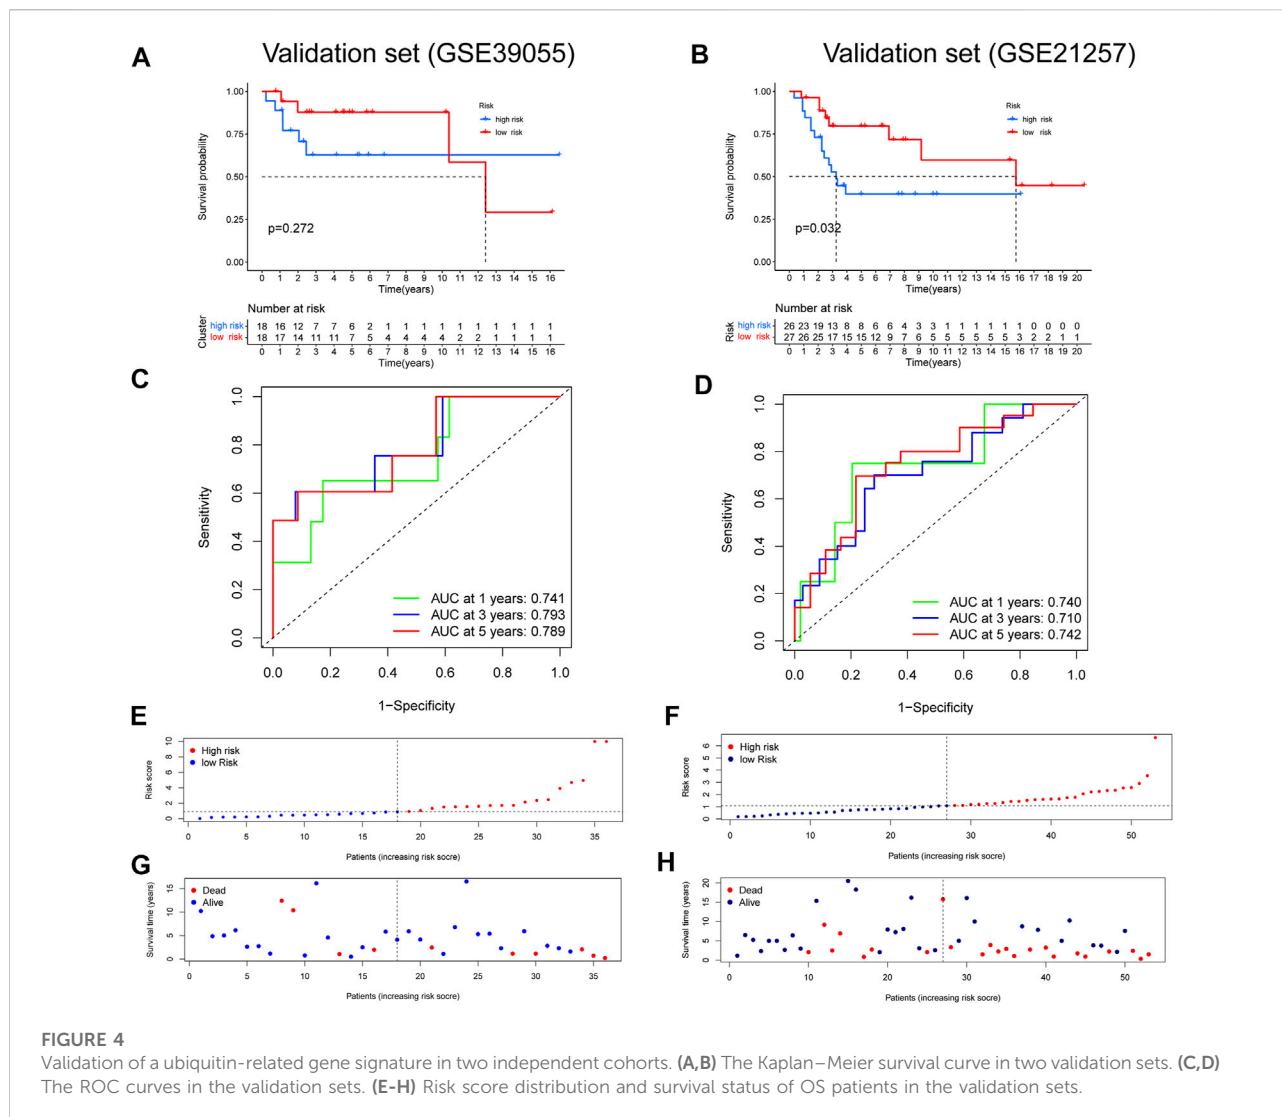 A
Validation set (GSE39055)
B
Validation set (GSE21257)
Survival probability
1.00
0.75
0.50
0.25
0.00
Risk
high risk
low risk
p=0.272
0 1 2 3 4 5 6 7 8 9 10 11 12 13 14 15 16
Time(years)
Survival probability
1.00
0.75
0.50
0.25
0.00
Risk
high risk
low risk
p=0.032
0 1 2 3 4 5 6 7 8 9 10 11 12 13 14 15 16 17 18 19 20
Time(years)
Number at risk
Cluster
high risk 18 16 12 7 7 6 2 1 1 1 1 1 1 1 1 1 1
low risk 18 17 14 11 11 7 5 4 4 4 4 2 2 1 1 1 1
0 1 2 3 4 5 6 7 8 9 10 11 12 13 14 15 16
Time(years)
Number at risk
Risk
high risk 26 23 19 13 8 8 6 6 4 3 3 1 1 1 1 1 1 0 0 0 0
low risk 27 26 25 17 15 15 12 9 7 6 5 5 5 5 5 5 3 2 2 1 1
0 1 2 3 4 5 6 7 8 9 10 11 12 13 14 15 16 17 18 19 20
Time(years)
C
Sensitivity
1.0
0.8
0.6
0.4
0.2
0.0
AUC at 1 years: 0.741
AUC at 3 years: 0.793
AUC at 5 years: 0.789
0.0 0.2 0.4 0.6 0.8 1.0
1−Specificity
D
Sensitivity
1.0
0.8
0.6
0.4
0.2
0.0
AUC at 1 years: 0.740
AUC at 3 years: 0.710
AUC at 5 years: 0.742
0.0 0.2 0.4 0.6 0.8 1.0
1−Specificity
E
Risk score
10
8
6
4
2
0
High risk
low Risk
0 5 10 15 20 25 30 35
Patients (increasing risk socre)
F
Risk score
6
5
4
3
2
1
0
High risk
low Risk
0 10 20 30 40 50
Patients (increasing risk socre)
G
Survival time (years)
15
10
5
0
Dead
Alive
0 5 10 15 20 25 30 35
Patients (increasing risk socre)
H
Survival time (years)
20
15
10
5
0
Dead
Alive
0 10 20 30 40 50
Patients (increasing risk socre)
FIGURE 4
Validation of a ubiquitin-related gene signature in two independent cohorts. (A,B) The Kaplan–Meier survival curve in two validation sets. (C,D)
The ROC curves in the validation sets. (E-H) Risk score distribution and survival status of OS patients in the validation sets.